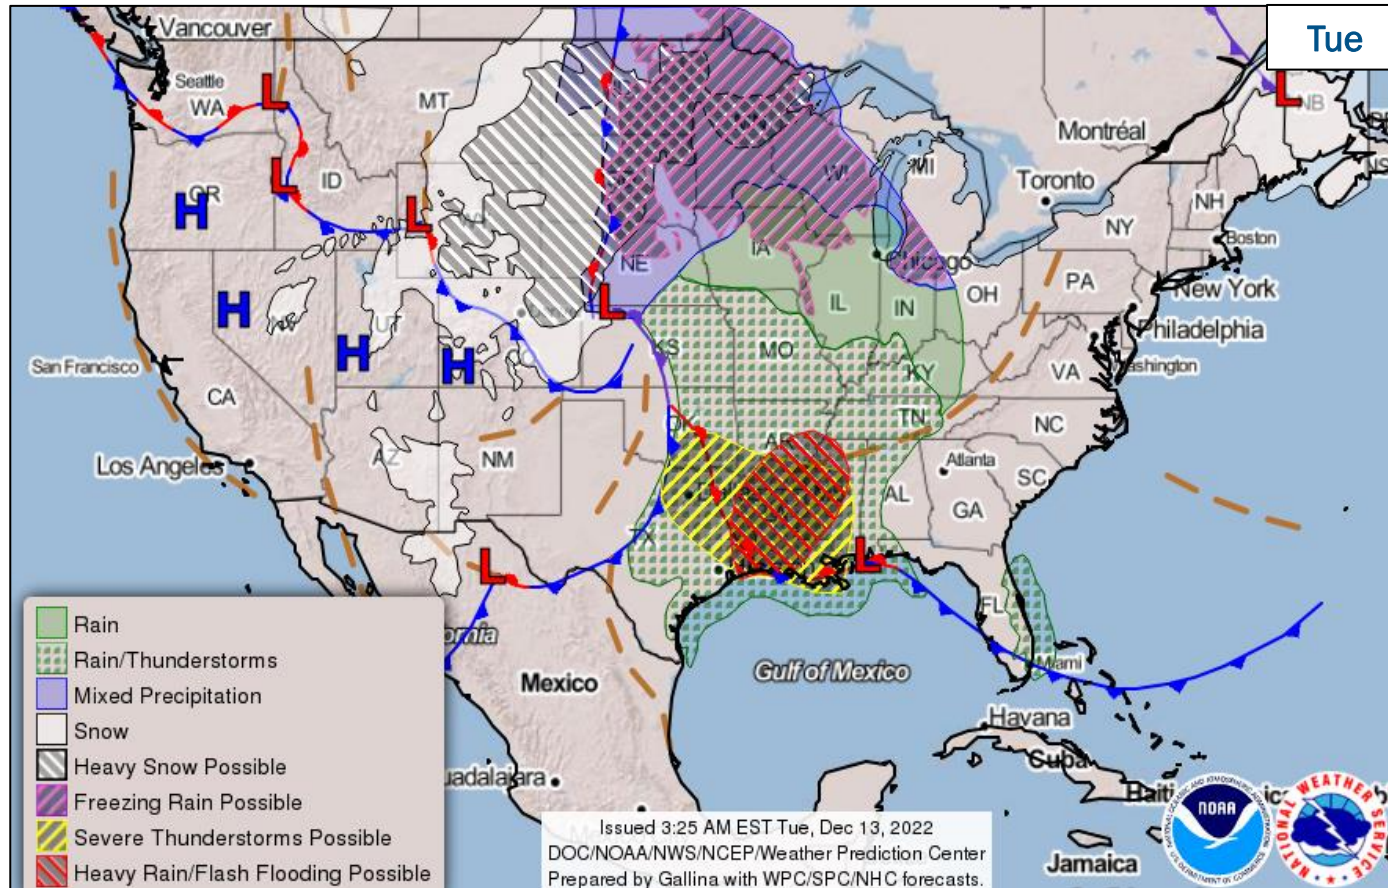 Tue
Vancouver
Seattle
WA
MT
L
L
NB
Montréal
OR
ID
L
L
WI
MI
Toronto
NH
H
NY
Boston
NE
IA
Chicago
PA
New York
H
L
IL
IN
OH
UT
Philadelphia
H
KS
MO
H
KY
VA
Washington
San Francisco
CA
TN
NC
AR
Los Angeles
AZ
NM
Atlanta
SC
AL
GA
TX
L
L
FL
Rain
Rain/Thunderstorms
Mixed Precipitation
Snow
Heavy Snow Possible
Freezing Rain Possible
Severe Thunderstorms Possible
Heavy Rain/Flash Flooding Possible
Mexico
Gulf of Mexico
Miami
Havana
Cuba
Jamaica
Issued 3:25 AM EST Tue, Dec 13, 2022
DOC/NOAA/NWS/NCEP/Weather Prediction Center
Prepared by Gallina with WPC/SPC/NHC forecasts.
NOAA
NATIONAL WEATHER SERVICE